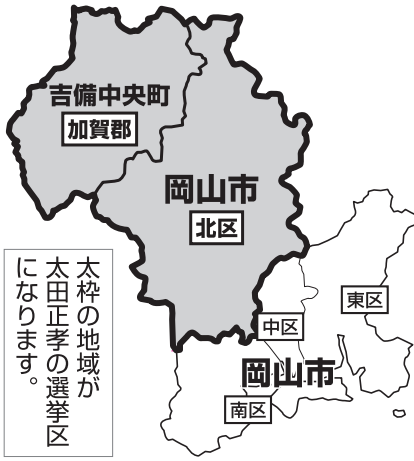 吉備中央町
加賀郡
岡山市
北区
東区
中区
岡山市
南区
太枠の地域が
太田正孝の選挙区
になります。